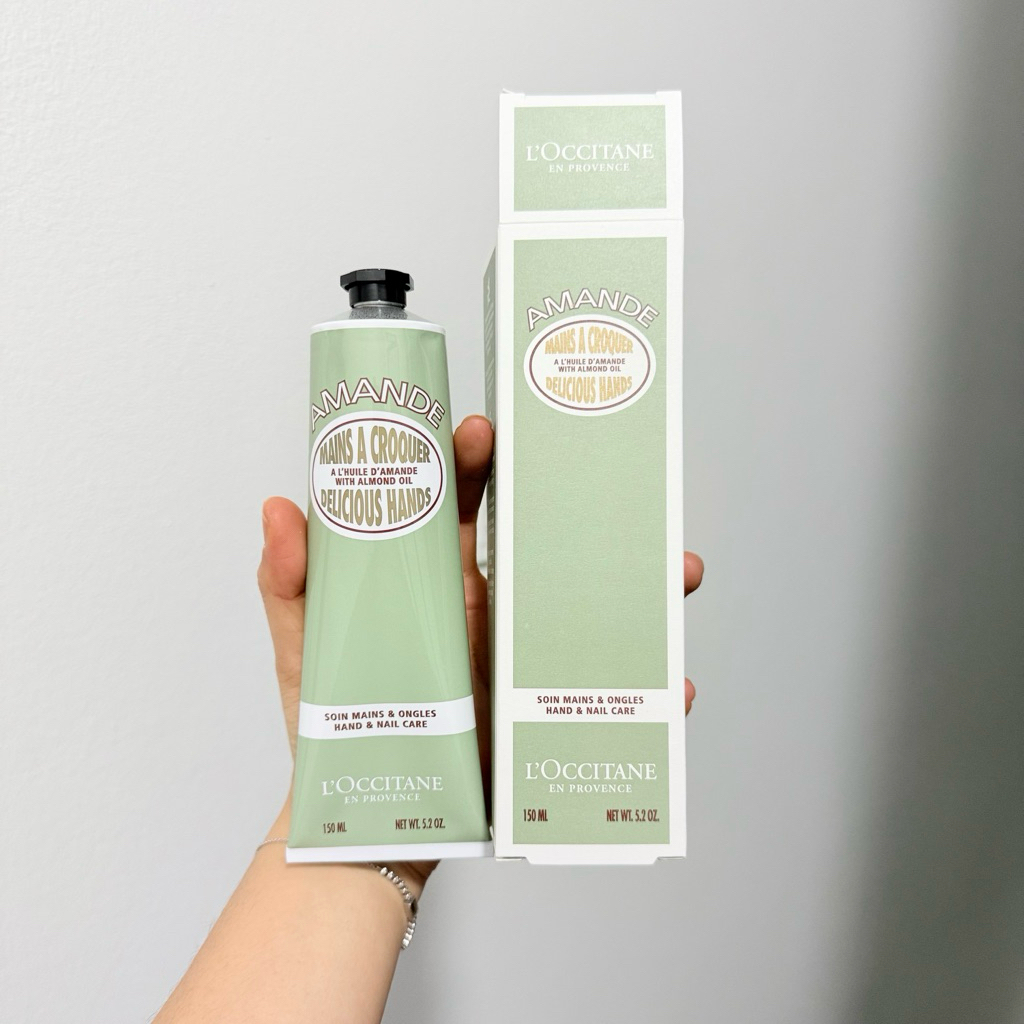 AMANDE
MAINS A CROQUER
A L'HUILE D'AMANDE
WITH ALMOND OIL
DELICIOUS HANDS
SOIN MAINS & ONGLES
HAND & NAIL CARE
L'OCCITANE
EN PROVENCE
150 ML
NET WT. 5.2 OZ.
L'OCCITANE
EN PROVENCE
AMANDE
MAINS A CROQUER
A L'HUILE D'AMANDE
WITH ALMOND OIL
DELICIOUS HANDS
SOIN MAINS & ONGLES
HAND & NAIL CARE
L'OCCITANE
EN PROVENCE
150 ML
NET WT. 5.2 OZ.